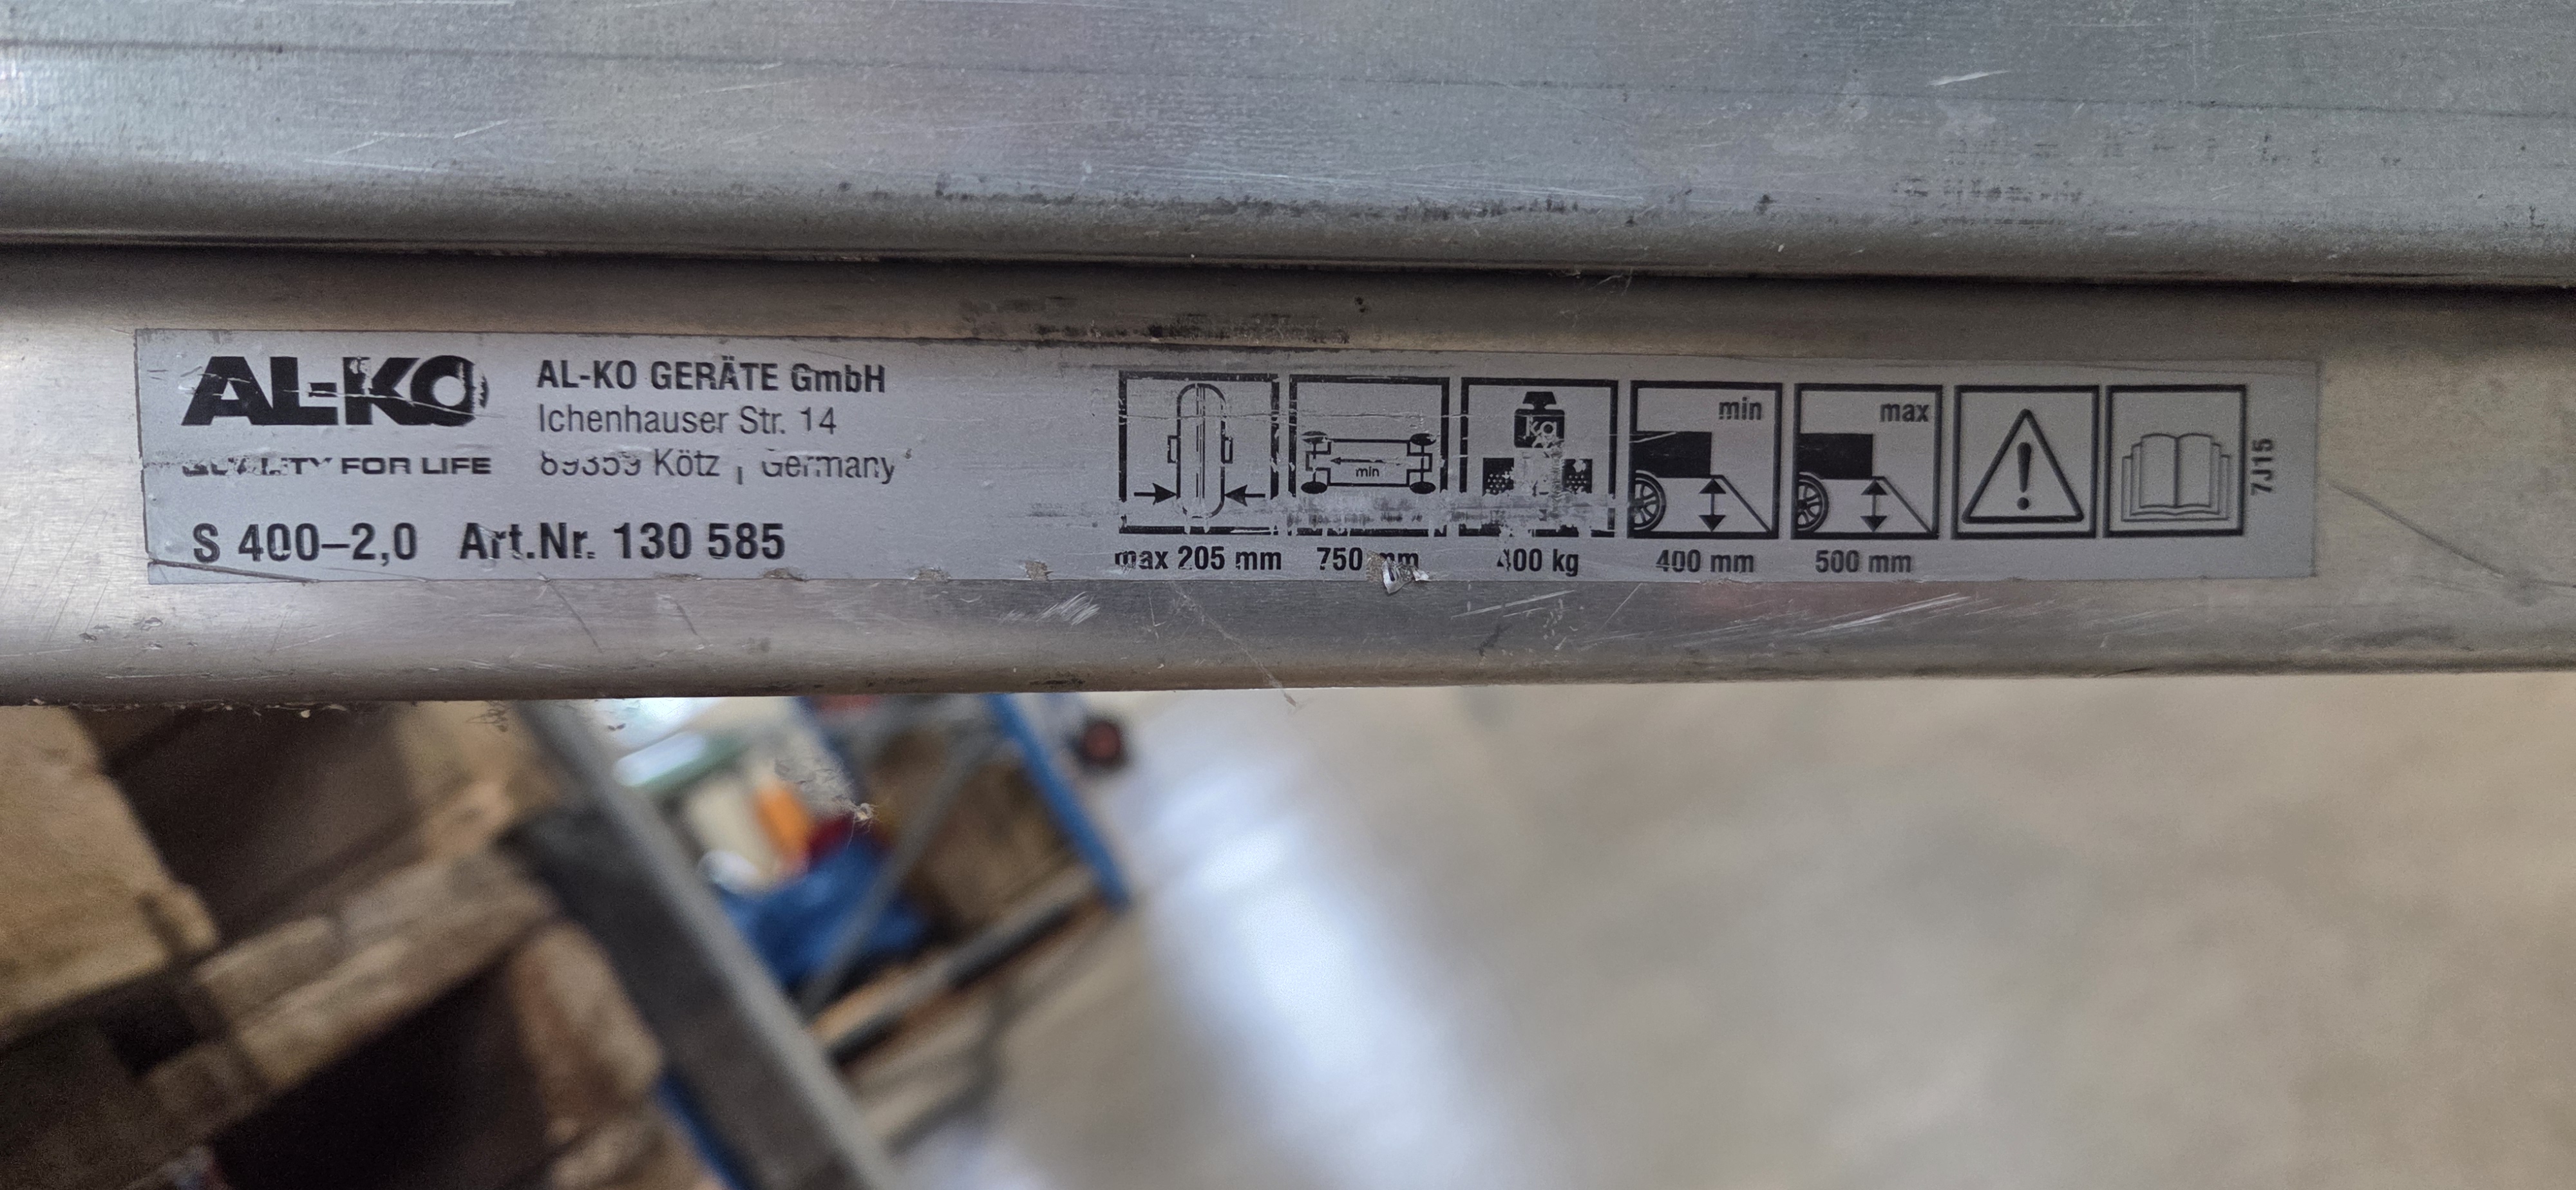 AL-KO
QUALITY FOR LIFE
AL-KO GERÄTE GmbH
Ichenhauser Str. 14
89359 Kötz | Germany
S 400-2,0 Art.Nr. 130 585
min
kg
min
max
max 205 mm
750 mm
400 kg
400 mm
500 mm
7J15